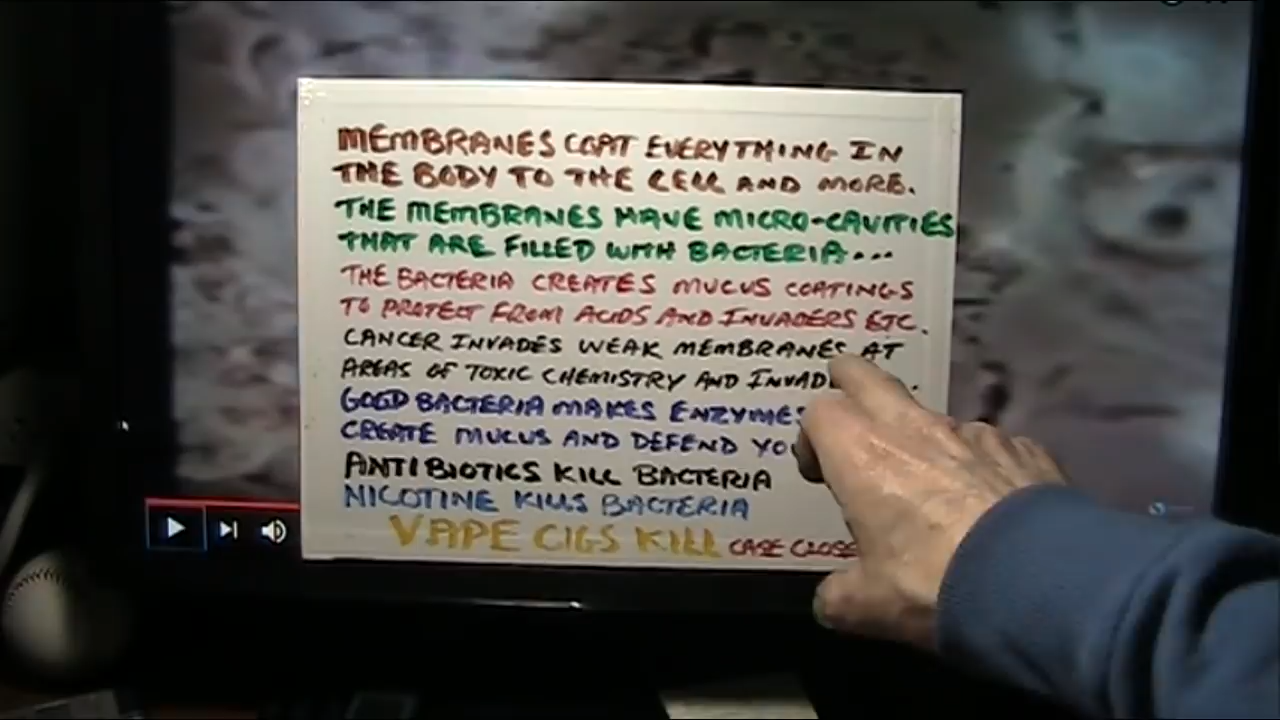 MEMBRANES COAT EVERYTHING IN
THE BODY TO THE CELL AND MORE.
THE MEMBRANES HAVE MICRO-CAVITIES
THAT ARE FILLED WITH BACTERIA...
THE BACTERIA CREATES MUCUS COATINGS
TO PROTECT FROM ACIDS AND INVADERS ETC.
CANCER INVADES WEAK MEMBRANES AT
AREAS OF TOXIC CHEMISTRY AND
GOOD BACTERIA MAKES ENZYMES
CREATE MUCUS AND DEFEND
ANTIBIOTICS KILL BACTERIA
NICOTINE KILLS BACTERIA
VAPE CIGS KILL CASE